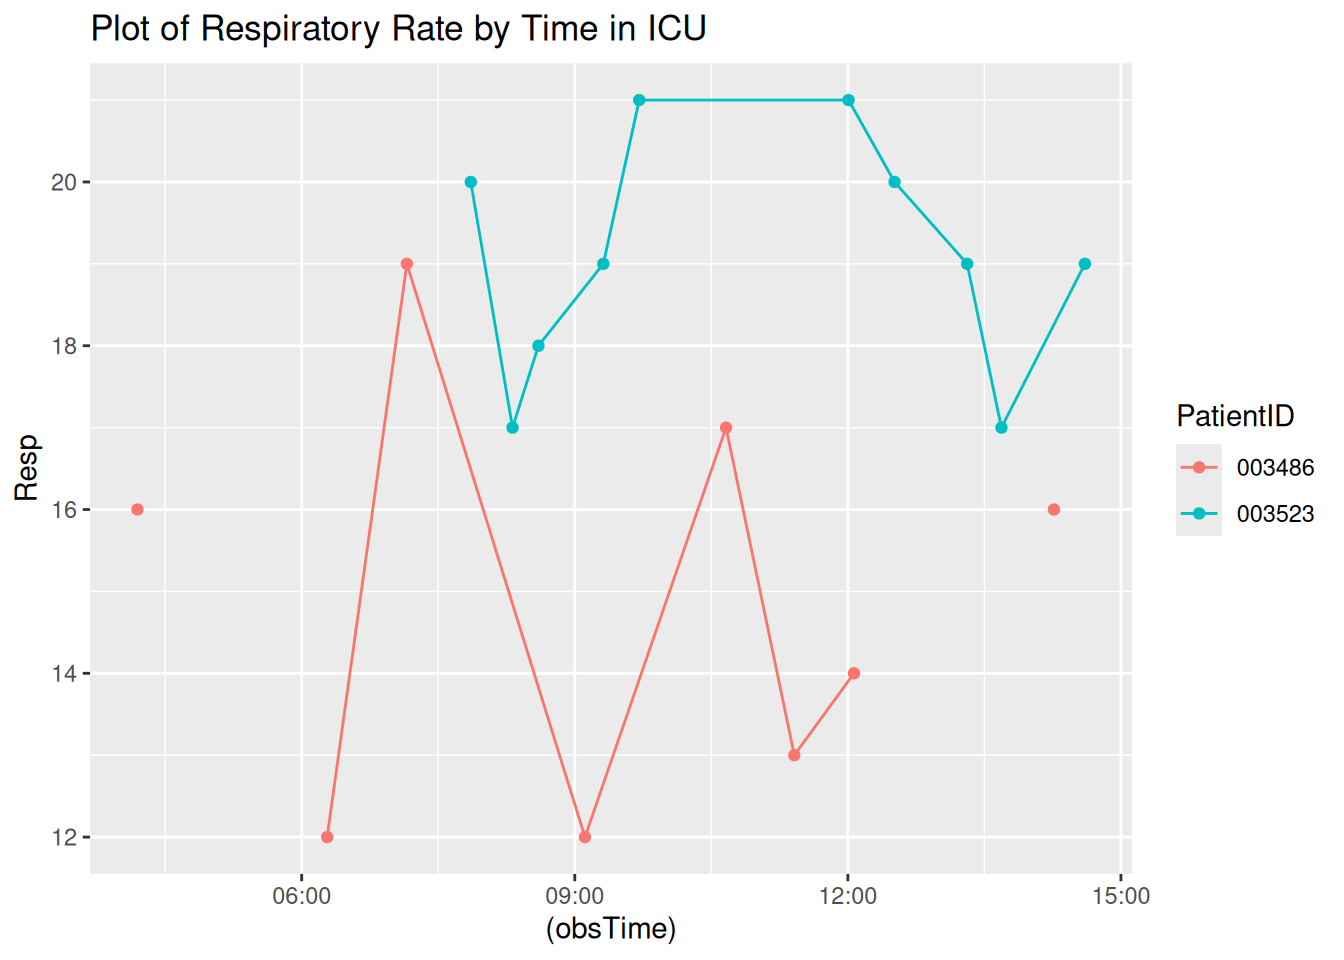 Plot of Respiratory Rate by Time in ICU
Resp
20
18
16
14
12
06:00 09:00 12:00 15:00
(obsTime)
PatientID
003486
003523